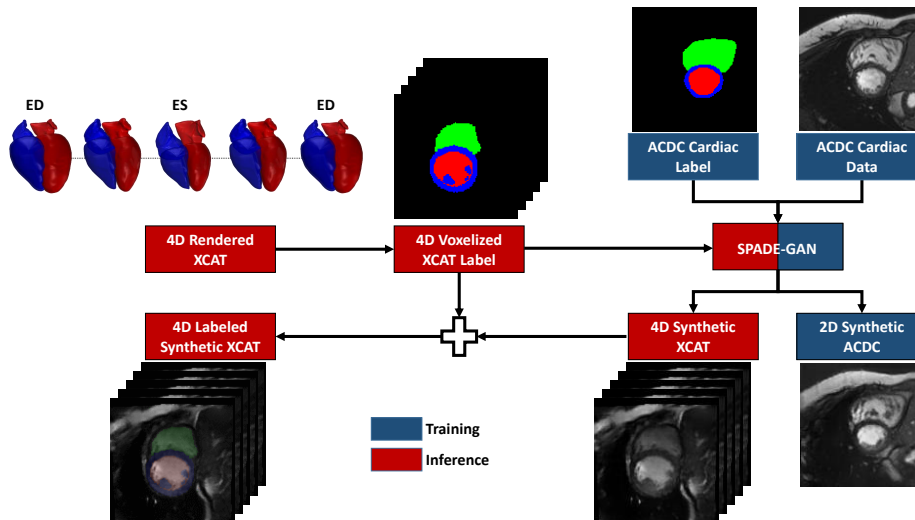 ED
ES
ED
ACDC Cardiac
Label
ACDC Cardiac
Data
4D Rendered
XCAT
4D Voxelized
XCAT Label
SPADE-GAN
4D Labeled
Synthetic XCAT
4D Synthetic
XCAT
2D Synthetic
ACDC
Training
Inference